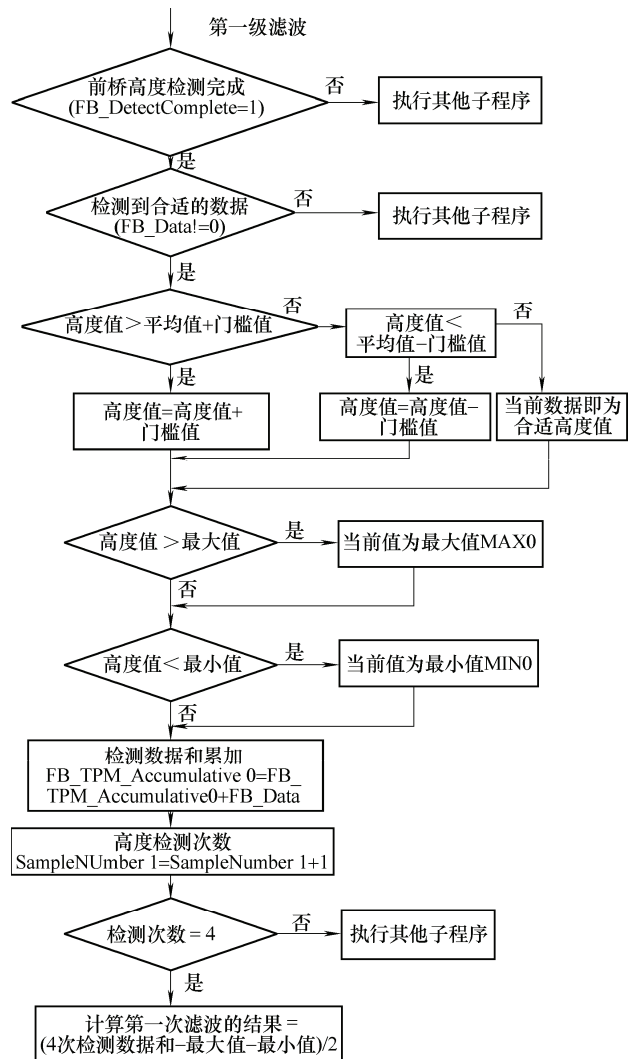 第一级滤波
前桥高度检测完成
(FB_DetectComplete=1)
否
执行其他子程序
是
检测到合适的数据
(FB_Data!=0)
否
执行其他子程序
是
高度值>平均值+门槛值
否
高度值<
平均值-门槛值
否
是
高度值=高度值+
门槛值
是
高度值=高度值-
门槛值
当前数据即为
合适高度值
高度值>最大值
是
当前值为最大值MAX0
否
高度值<最小值
是
当前值为最小值MIN0
否
检测数据和累加
FB_TPM_Accumulative 0=FB_
TPM_Accumulative0+FB_Data
高度检测次数
SampleNUmber 1=SampleNumber 1+1
检测次数=4
否
执行其他子程序
是
计算第一次滤波的结果=
(4次检测数据和-最大值-最小值)/2